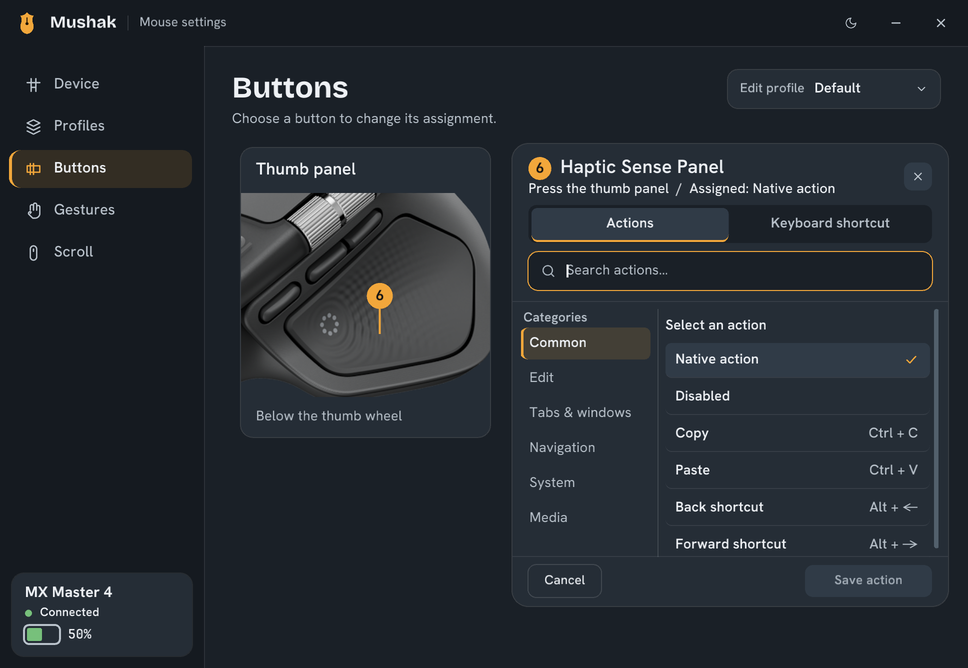 Mushak
Mouse settings
Device
Profiles
Buttons
Gestures
Scroll
MX Master 4
Connected
50%
Buttons
Choose a button to change its assignment.
Edit profile Default
Thumb panel
6
Below the thumb wheel
6 Haptic Sense Panel
Press the thumb panel / Assigned: Native action
Actions
Keyboard shortcut
Search actions...
Categories
Common
Edit
Tabs & windows
Navigation
System
Media
Select an action
Native action
Disabled
Copy Ctrl + C
Paste Ctrl + V
Back shortcut Alt + ←
Forward shortcut Alt + →
Cancel
Save action